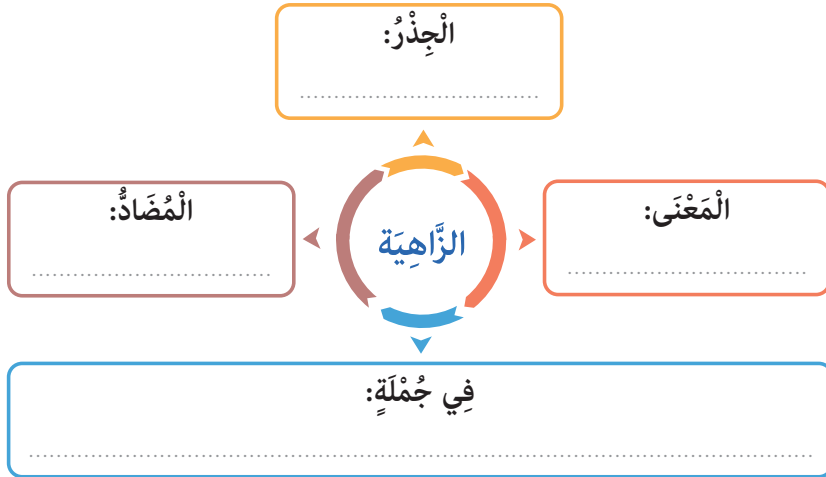 الْجِذْرُ:
الْمَعْنَى:
الزَّاهِيَة
الْمُضَادُّ:
فِي جُمْلَةٍ: